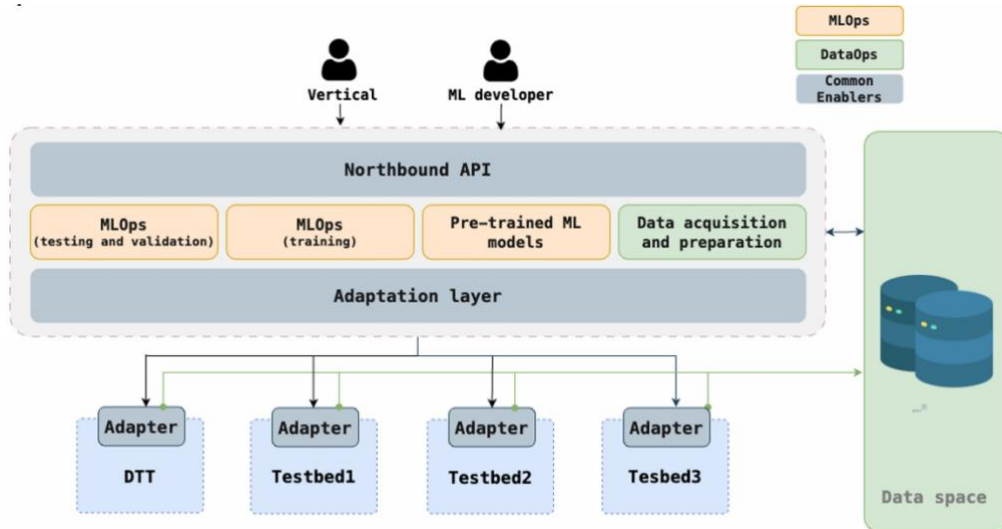 MLOps
DataOps
Common
Enablers
Vertical
ML developer
Northbound API
MLOps
(testing and validation)
MLOps
(training)
Pre-trained ML
models
Data acquisition
and preparation
Adaptation layer
Adapter
Adapter
Adapter
Adapter
DTT
Testbed1
Testbed2
Tesbed3
Data space